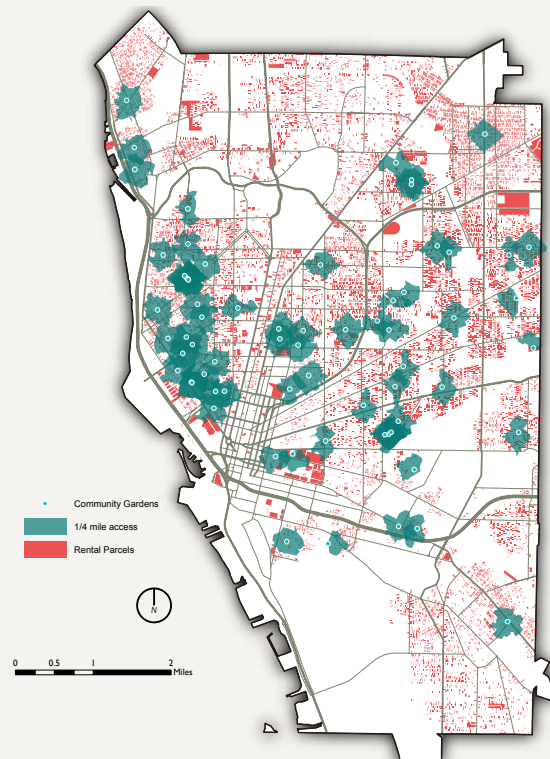 Community Gardens
1/4 mile access
Rental Parcels
N
0 0.5 1 2
Miles